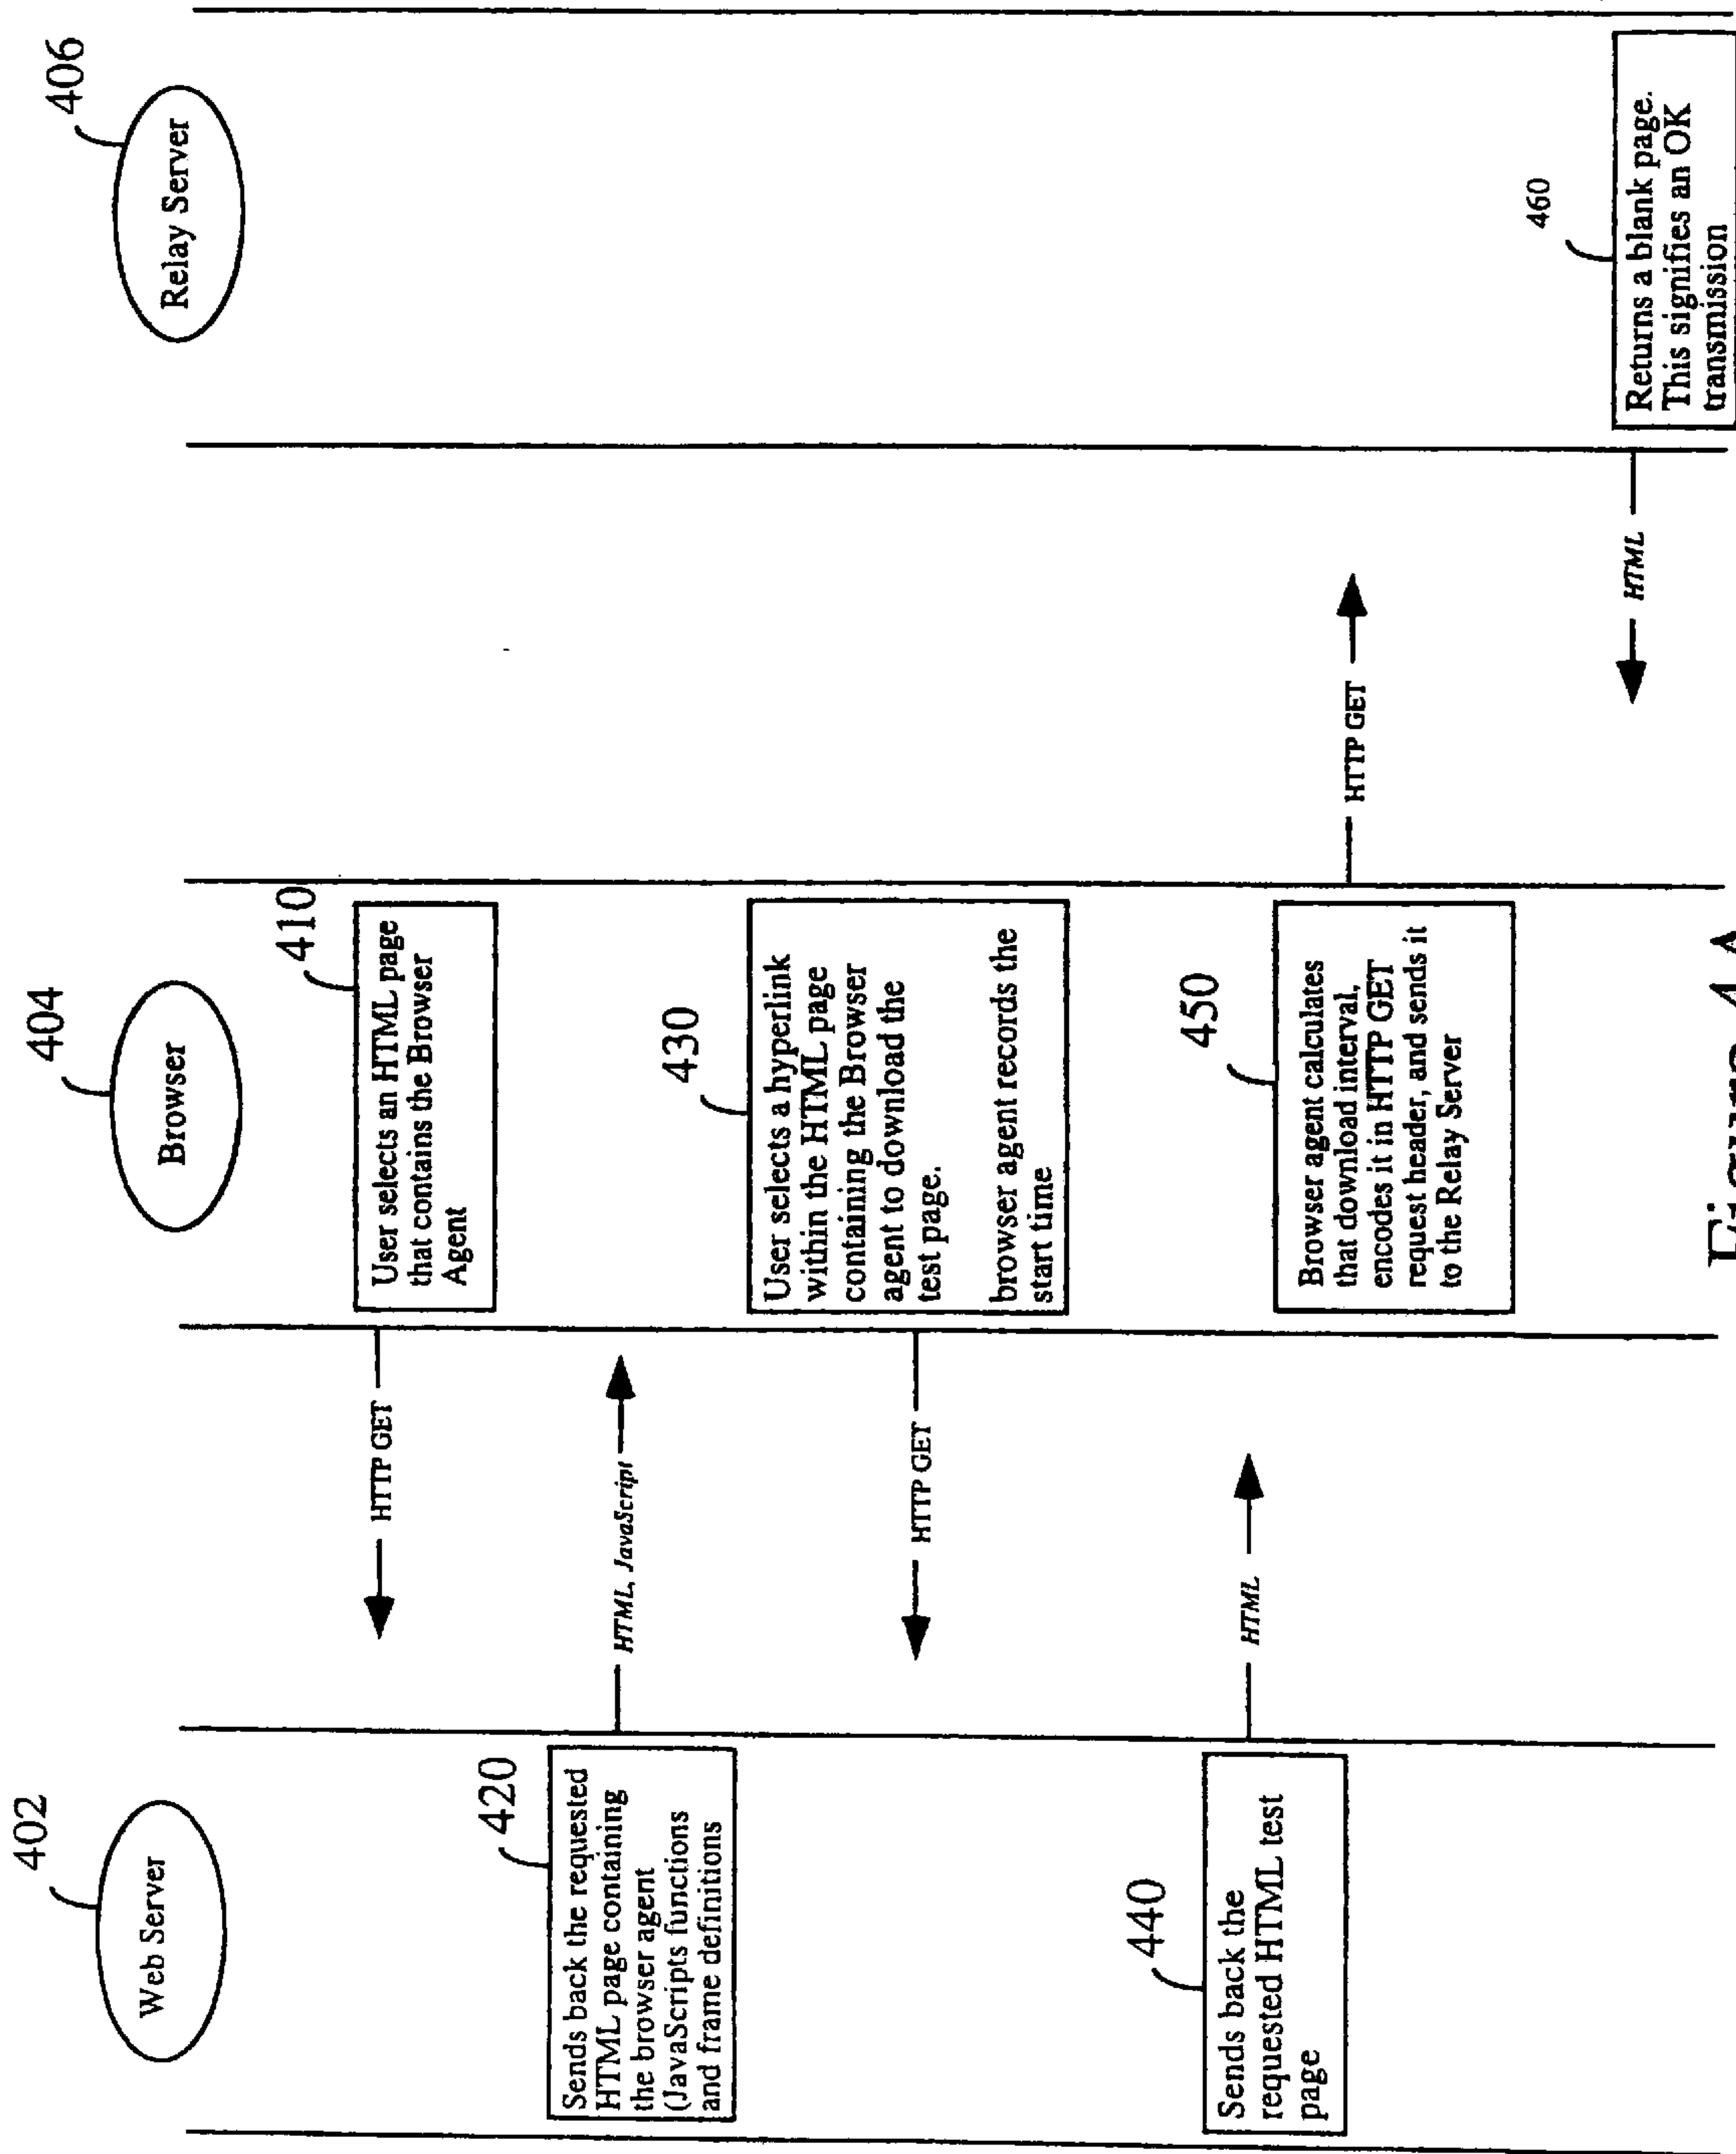 402
Web Server
404
Browser
406
Relay Server
410
User selects an HTML page
that contains the Browser
Agent
HTTP GET
420
Sends back the requested
HTML page containing
the browser agent
(JavaScripts functions
and frame definitions
HTML, JavaScript
430
User selects a hyperlink
within the HTML page
containing the Browser
agent to download the
test page.
browser agent records the
start time
HTTP GET
440
Sends back the
requested HTML test
page
HTML
450
Browser agent calculates
that download interval,
encodes it in HTTP GET
request header, and sends it
to the Relay Server
HTTP GET
460
Returns a blank page.
This signifies an OK
transmission
HTML
Figure 4A